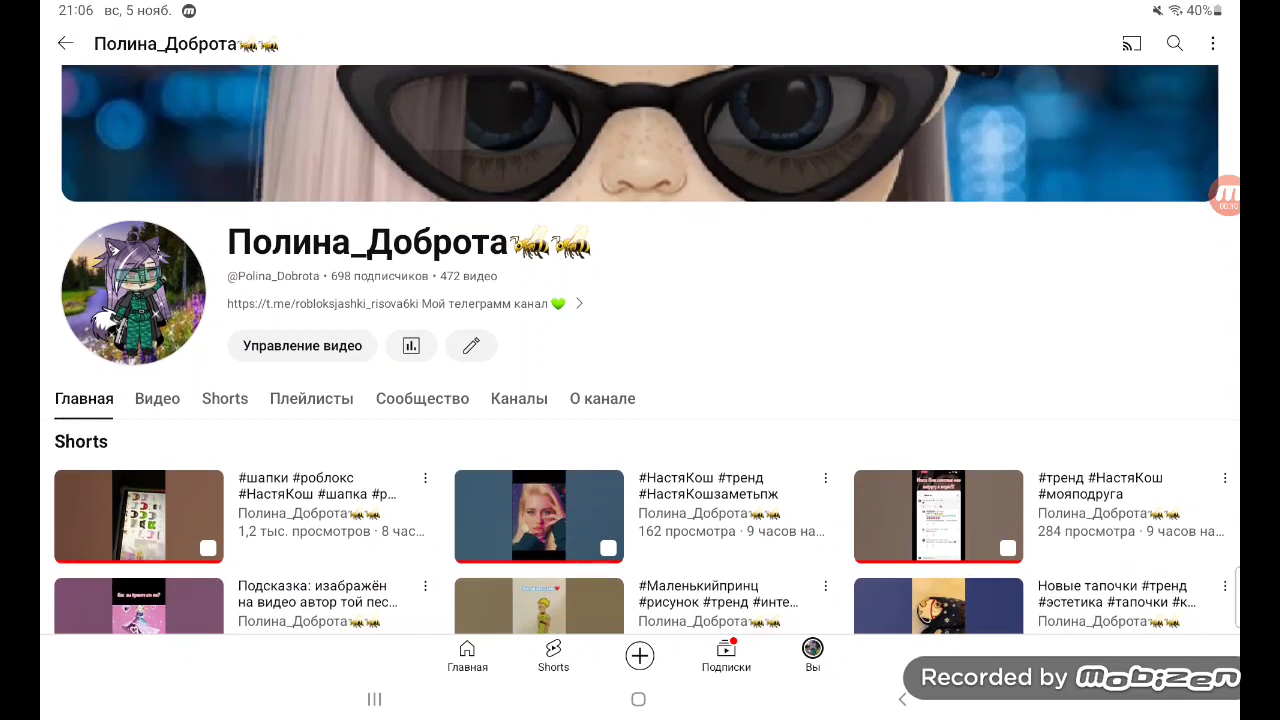 21:06 вс, 5 нояб. m
40%
Полина_Доброта🐝🐝
00:10
Полина_Доброта🐝🐝
@Polina_Dobrota • 698 подписчиков • 472 видео
https://t.me/robloksjashki_risova6ki Мой телеграмм канал 💚
Управление видео
Главная Видео Shorts Плейлисты Сообщество Каналы О канале
Shorts
#шапки #роблокс
#НастяКош #шапка #р...
Полина_Доброта🐝🐝
1,2 тыс. просмотров · 8 час...
#НастяКош #тренд
#НастяКошзаметьпж
Полина_Доброта🐝🐝
162 просмотра · 9 часов на...
#тренд #НастяКош
#мояподруга
Полина_Доброта🐝🐝
284 просмотра · 9 часов на...
Подсказка: изабражён
на видео автор той пес...
Полина_Доброта🐝🐝
#Маленькийпринц
#рисунок #тренд #инте...
Полина_Доброта🐝🐝
Новые тапочки #тренд
#эстетика #тапочки #к...
Полина_Доброта🐝🐝
Главная Shorts Подписки Вы
Recorded by mobizen